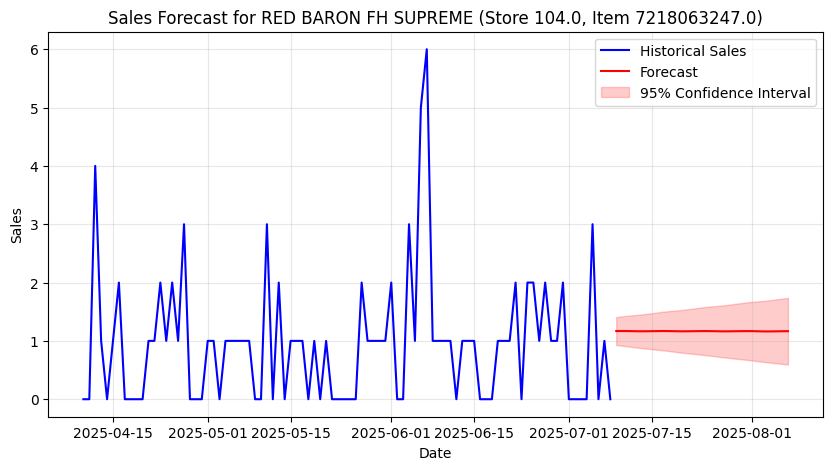 Sales Forecast for RED BARON FH SUPREME (Store 104.0, Item 7218063247.0)
Historical Sales
Forecast
95% Confidence Interval
Sales
6
5
4
3
2
1
0
2025-04-15
2025-05-01
2025-05-15
2025-06-01
2025-06-15
2025-07-01
2025-07-15
2025-08-01
Date